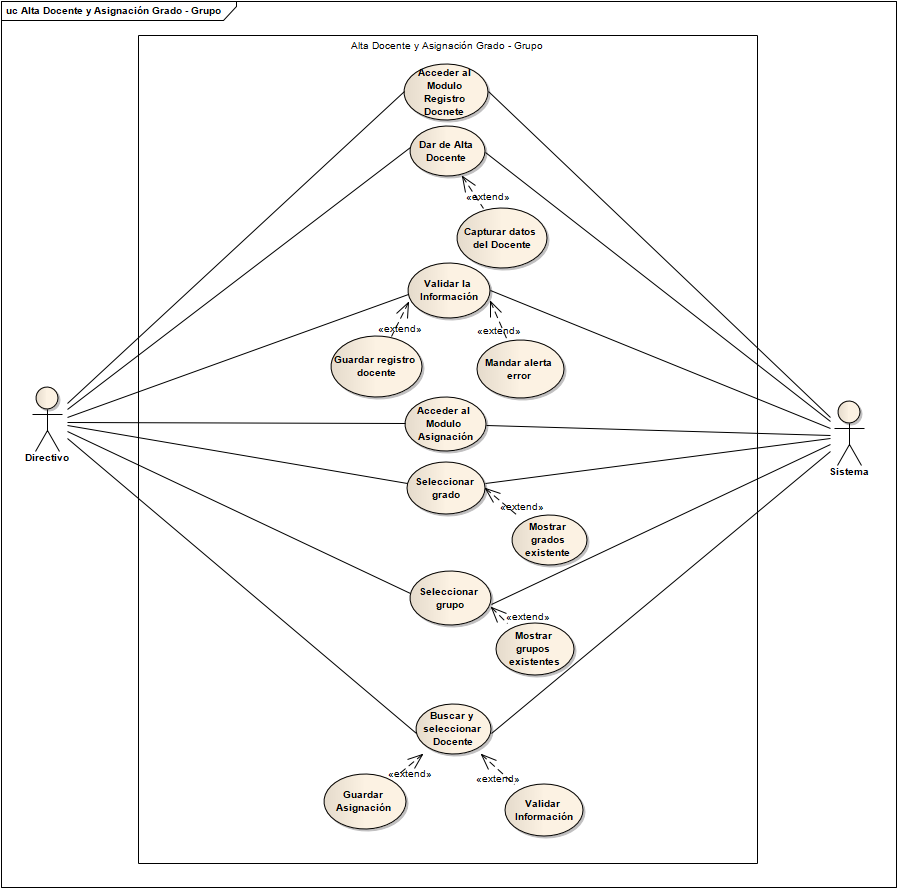 uc Alta Docente y Asignación Grado - Grupo
Alta Docente y Asignación Grado - Grupo
Acceder al
Modulo
Registro
Docnete
Dar de Alta
Docente
«extend»
Capturar datos
del Docente
Validar la
Información
«extend»
«extend»
Guardar registro
docente
Mandar alerta
error
Acceder al
Modulo
Asignación
Directivo
Sistema
Seleccionar
grado
«extend»
Mostrar
grados
existente
Seleccionar
grupo
«extend»
Mostrar
grupos
existentes
Buscar y
seleccionar
Docente
«extend»
«extend»
Guardar
Asignación
Validar
Información